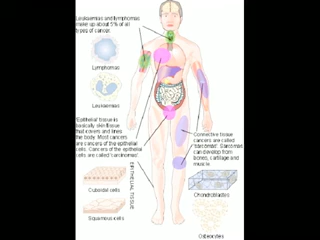 Leukaemias and lymphomas
make up about 5% of all
types of cancer.
Lymphomas
Leukaemias
'Epithelial tissue is
basically skin tissue
that covers and lines
the body. Most cancers
are cancers of the epithelial
cells. Cancers of the epithelial
cells are called 'carcinomas'.
Connective tissue
cancers are called
'sarcomas'. Sarcomas
can develop from
bones, cartilage and
muscle.
EPITHELIAL TISSUE
Cuboidal cells
Squamous cells
Chondroblastes
Osteocytes